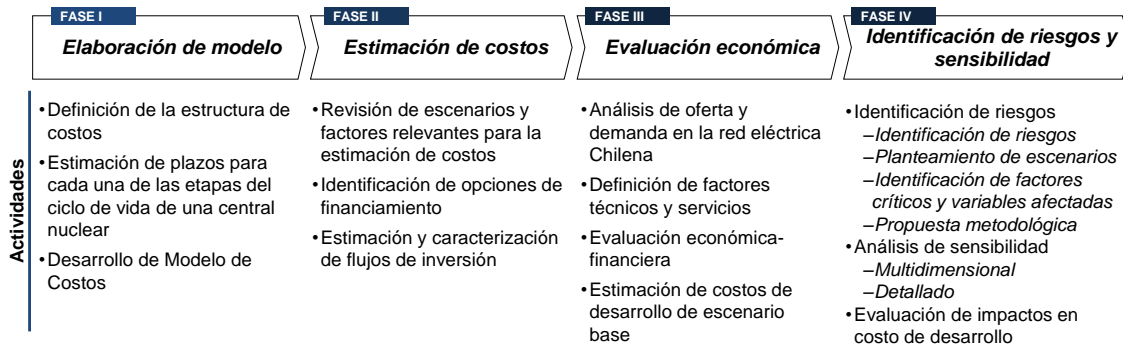 FASE I
Elaboración de modelo
FASE II
Estimación de costos
FASE III
Evaluación económica
FASE IV
Identificación de riesgos y
sensibilidad
Actividades
•Definición de la estructura de
costos
•Estimación de plazos para
cada una de las etapas del
ciclo de vida de una central
nuclear
•Desarrollo de Modelo de
Costos
•Revisión de escenarios y
factores relevantes para la
estimación de costos
•Identificación de opciones de
financiamiento
•Estimación y caracterización
de flujos de inversión
•Análisis de oferta y
demanda en la red eléctrica
Chilena
•Definición de factores
técnicos y servicios
•Evaluación económica-
financiera
•Estimación de costos de
desarrollo de escenario
base
•Identificación de riesgos
–Identificación de riesgos
–Planteamiento de escenarios
–Identificación de factores
críticos y variables afectadas
–Propuesta metodológica
•Análisis de sensibilidad
–Multidimensional
–Detallado
•Evaluación de impactos en
costo de desarrollo